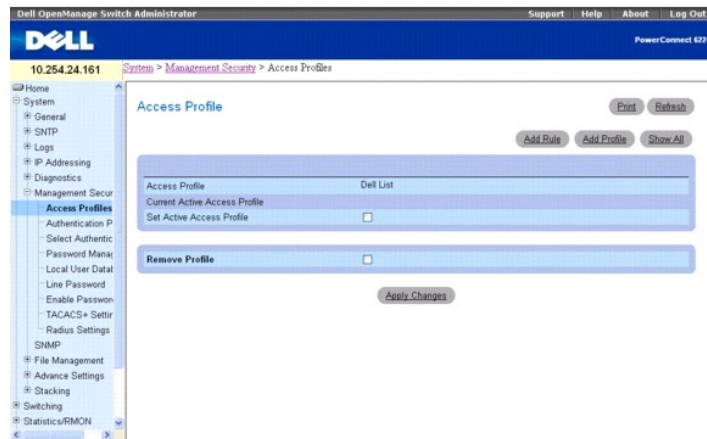 Dell OpenManage Switch Administrator
Support Help About Log Out
DELL
PowerConnect 622
10.254.24.161
System > Management Security > Access Profiles
Home
System
General
SNTP
Logs
IP Addressing
Diagnostics
Management Secur
Access Profiles
Authentication P
Select Authentic
Password Manag
Local User Datab
Line Password
Enable Passwor
TACACS+ Settin
Radius Settings
SNMP
File Management
Advance Settings
Stacking
Switching
Statistics/RMON
Access Profile
Print Refresh
Add Rule Add Profile Show All
Access Profile Dell List
Current Active Access Profile
Set Active Access Profile
Remove Profile
Apply Changes